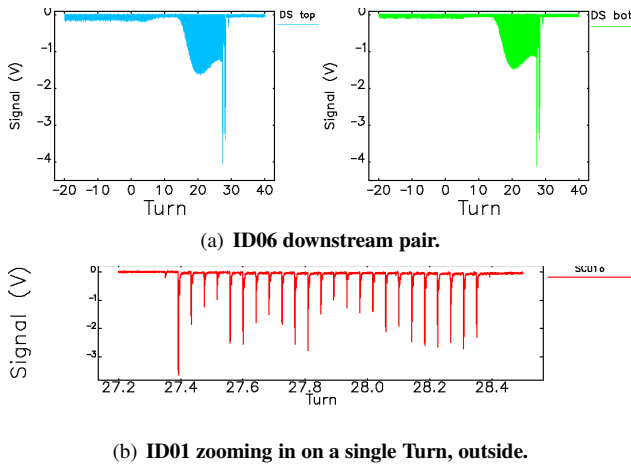 DS top
DS bot
Signal (V)
Signal (V)
0
-1
-2
-3
-4
0
-1
-2
-3
-4
-20 -10 0 10 20 30 40
-20 -10 0 10 20 30 40
Turn
Turn
(a) ID06 downstream pair.
Signal (V)
0
-1
-2
-3
27.2 27.4 27.6 27.8 28.0 28.2 28.4
Turn
(b) ID01 zooming in on a single Turn, outside.